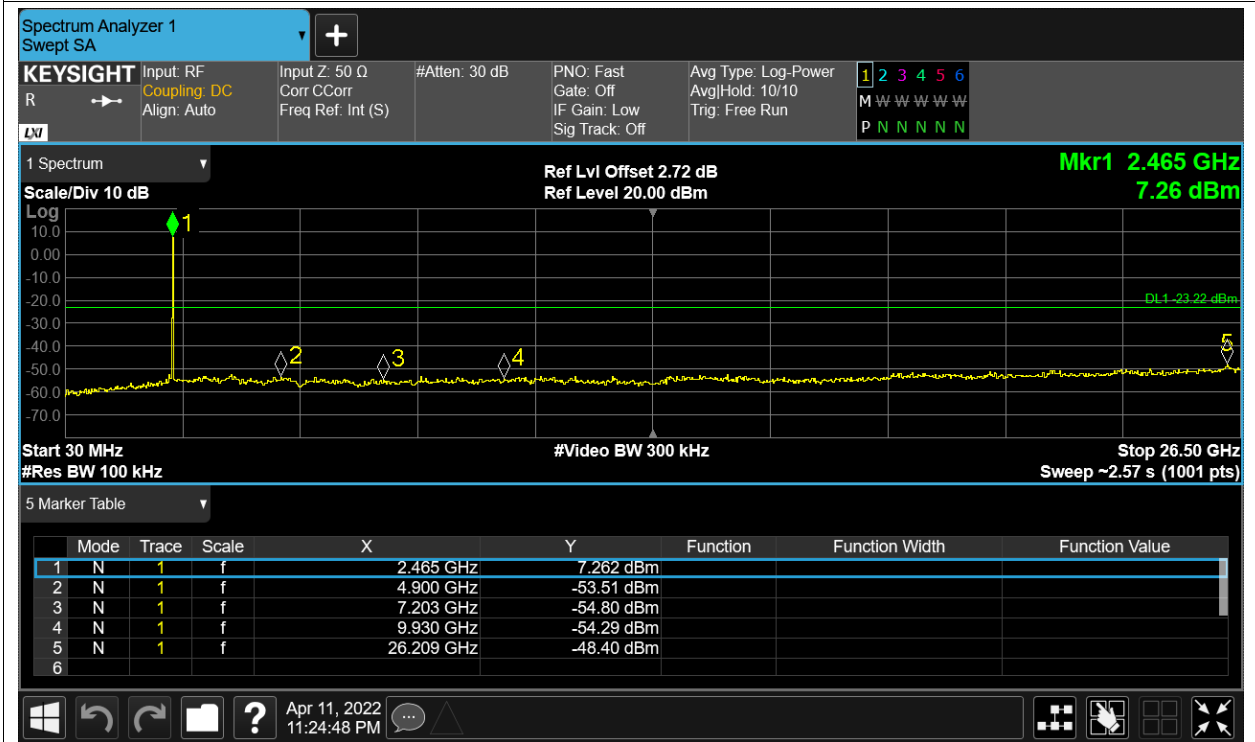 Spectrum Analyzer 1
Swept SA
+
KEYSIGHT Input: RF Input Z: 50 Ω #Atten: 30 dB PNO: Fast Avg Type: Log-Power 1 2 3 4 5 6
R Coupling: DC Corr CCorr Gate: Off Avg|Hold: 10/10 M W W W W W
Align: Auto Freq Ref: Int (S) IF Gain: Low Trig: Free Run
LXI Sig Track: Off P N N N N N
1 Spectrum Ref Lvl Offset 2.72 dB Mkr1 2.465 GHz
Scale/Div 10 dB Ref Level 20.00 dBm 7.26 dBm
Log
1
10.0
0.00
-10.0
-20.0 DL1 -23.22 dBm
-30.0
-40.0 2 3 4 5
-50.0
-60.0
-70.0
Start 30 MHz #Video BW 300 kHz Stop 26.50 GHz
#Res BW 100 kHz Sweep ~2.57 s (1001 pts)
5 Marker Table
Mode Trace Scale X Y Function Function Width Function Value
1 N 1 f 2.465 GHz 7.262 dBm
2 N 1 f 4.900 GHz -53.51 dBm
3 N 1 f 7.203 GHz -54.80 dBm
4 N 1 f 9.930 GHz -54.29 dBm
5 N 1 f 26.209 GHz -48.40 dBm
6
? Apr 11, 2022
11:24:48 PM